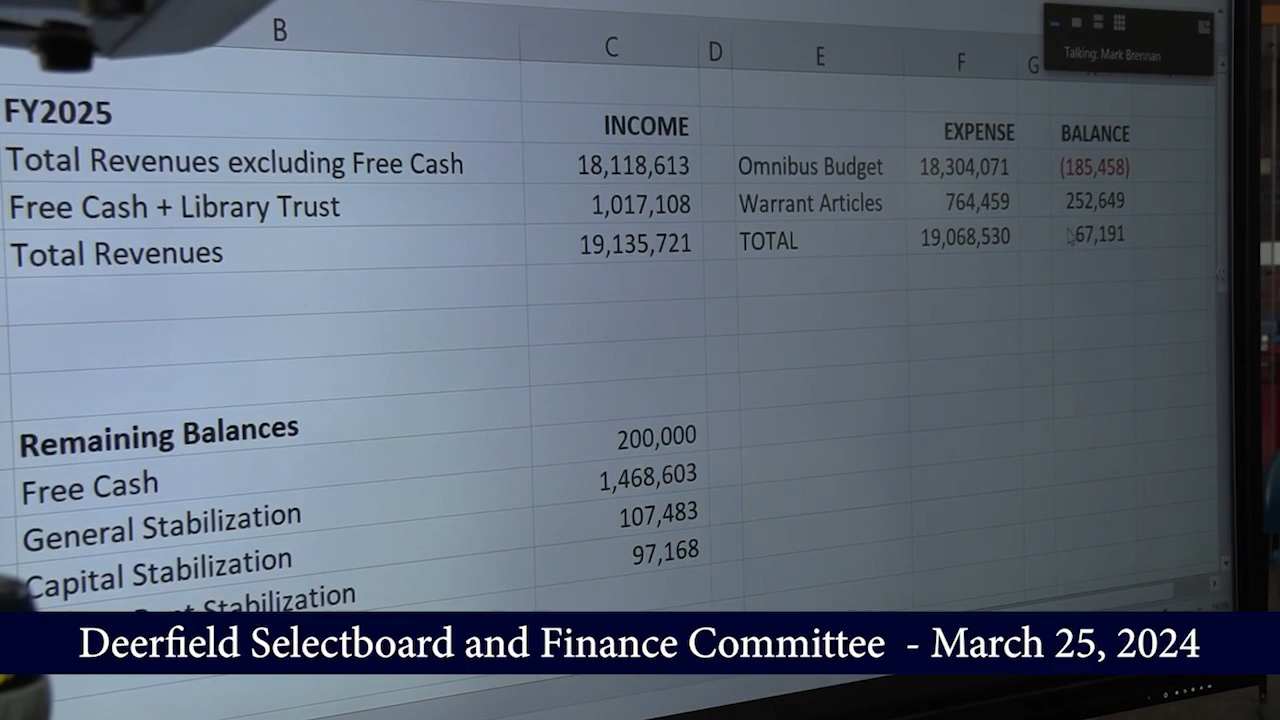 Talking: Mark Brennan
B C D E F G
FY2025 INCOME EXPENSE BALANCE
Total Revenues excluding Free Cash 18,118,613 Omnibus Budget 18,304,071 (185,458)
Free Cash + Library Trust 1,017,108 Warrant Articles 764,459 252,649
Total Revenues 19,135,721 TOTAL 19,068,530 67,191
Remaining Balances
Free Cash 200,000
General Stabilization 1,468,603
Capital Stabilization 107,483
Stabilization 97,168
Deerfield Selectboard and Finance Committee - March 25, 2024